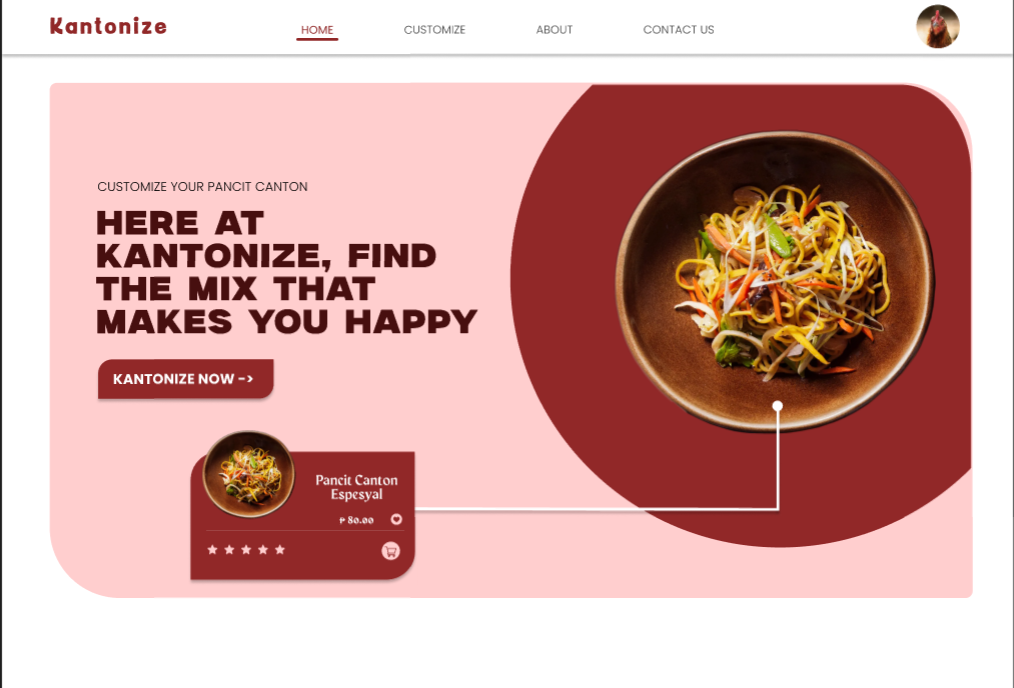 Kantonize
HOME
CUSTOMIZE
ABOUT
CONTACT US
CUSTOMIZE YOUR PANCIT CANTON
HERE AT
KANTONIZE, FIND
THE MIX THAT
MAKES YOU HAPPY
KANTONIZE NOW ->
Pancit Canton
Espesyal
₱ 80.00